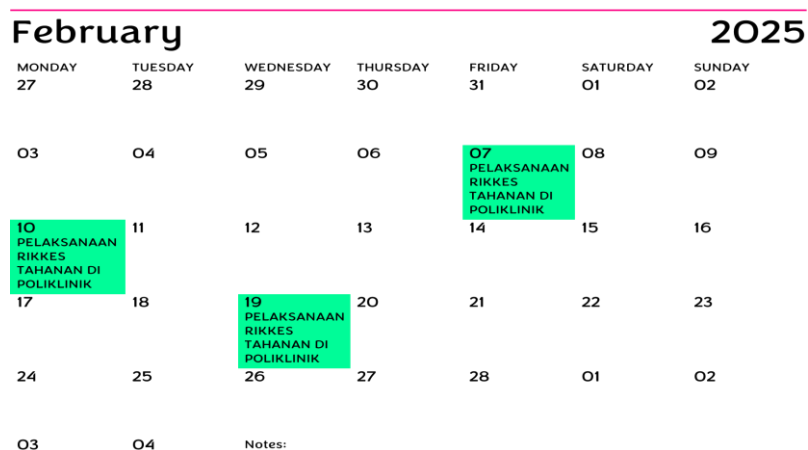 February 2025
MONDAY TUESDAY WEDNESDAY THURSDAY FRIDAY SATURDAY SUNDAY
27 28 29 30 31 01 02
03 04 05 06 07 08 09
PELAKSANAAN
RIKKES
TAHANAN DI
POLIKLINIK
10 11 12 13 14 15 16
PELAKSANAAN
RIKKES
TAHANAN DI
POLIKLINIK
17 18 19 20 21 22 23
PELAKSANAAN
RIKKES
TAHANAN DI
POLIKLINIK
24 25 26 27 28 01 02
03 04 Notes: